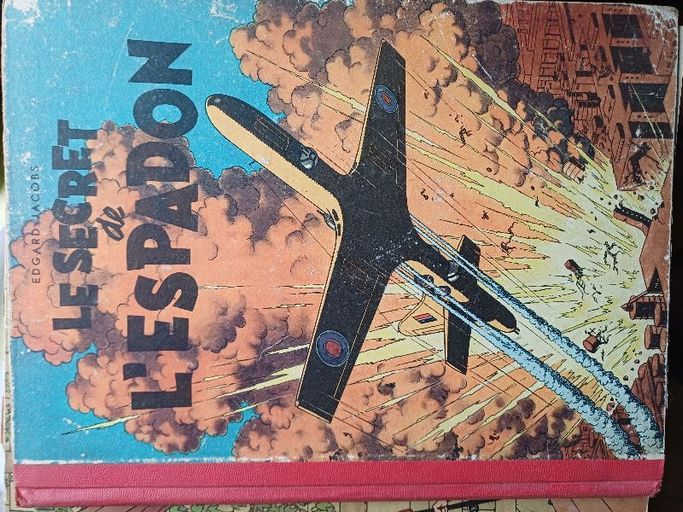 EDGARD-JACOBS
LE SECRET
de
L'ESPADON